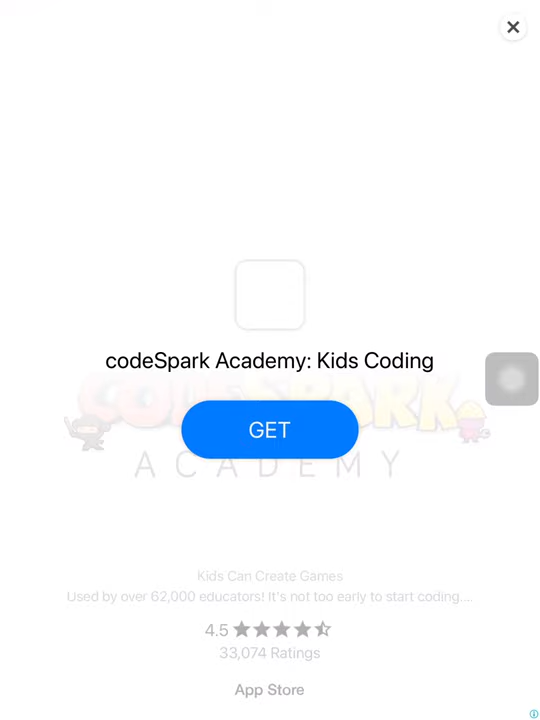 codeSpark Academy: Kids Coding
CODESPARK
GET
ACADEMY
Kids Can Create Games
Used by over 62,000 educators! It's not too early to start coding....
4.5
33,074 Ratings
App Store